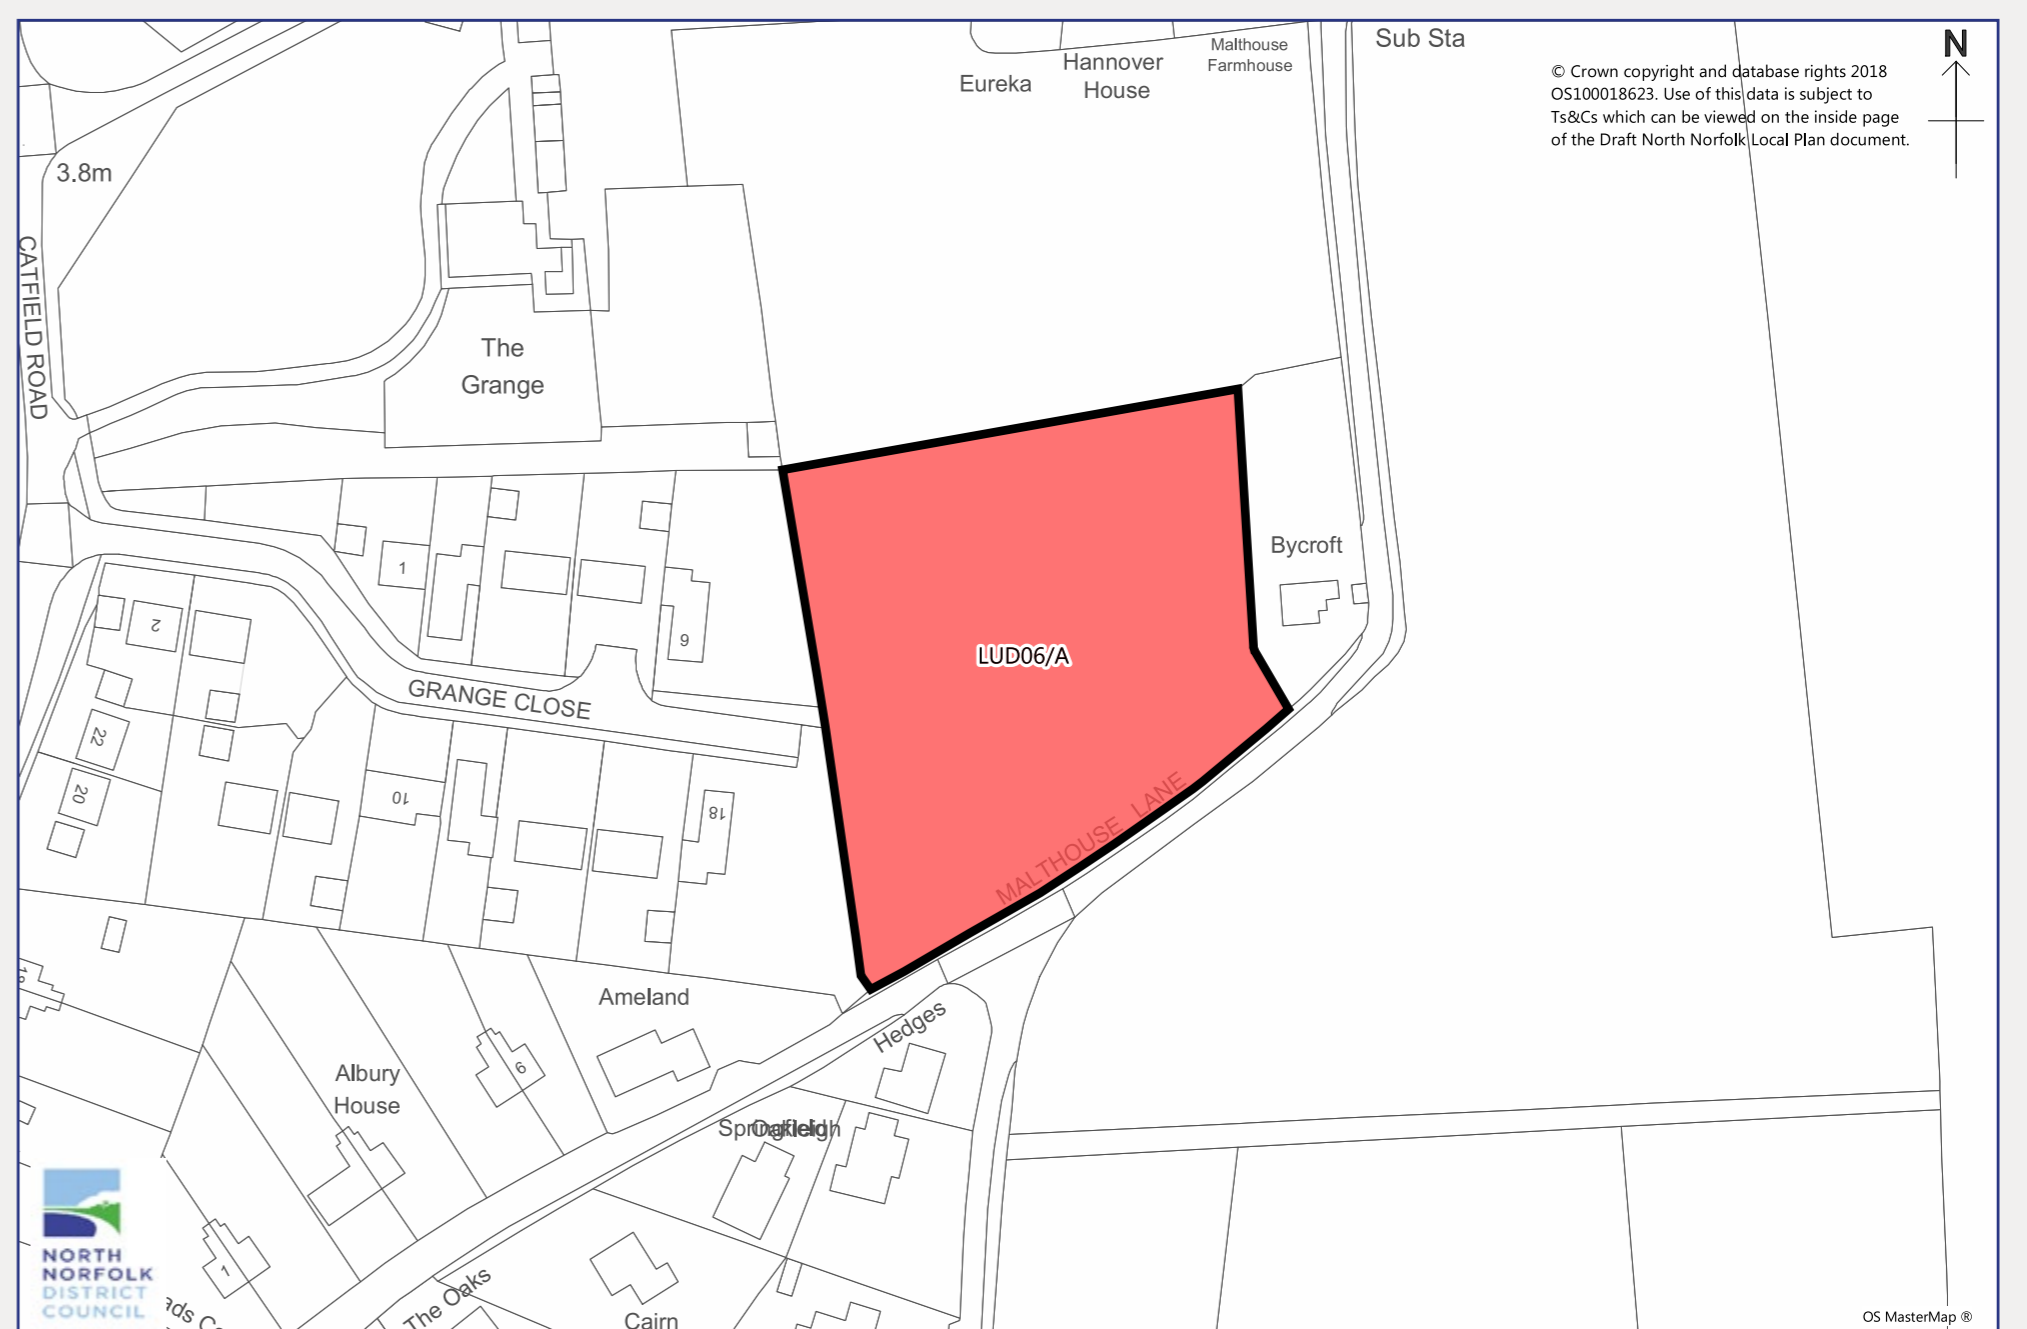 Sub Sta
N
Malthouse
Farmhouse
Hannover
House
Eureka
© Crown copyright and database rights 2018
OS100018623. Use of this data is subject to
Ts&Cs which can be viewed on the inside page
of the Draft North Norfolk Local Plan document.
3.8m
CATFIELD ROAD
The
Grange
Bycroft
1
2
6
LUD06/A
GRANGE CLOSE
22
20
10
18
MALTHOUSE LANE
Ameland
Hedges
Albury
House
6
Springfield
Oakleigh
1
NORTH
NORFOLK
DISTRICT
COUNCIL
The Oaks
Cairn
OS MasterMap ®